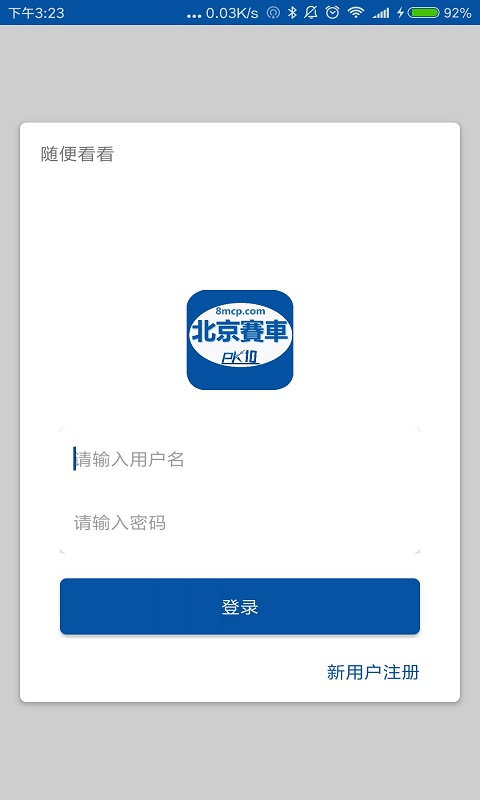 下午3:23
... 0.03K/s
92%
随便看看
8mcp.com
北京賽車
PK10
请输入用户名
请输入密码
登录
新用户注册